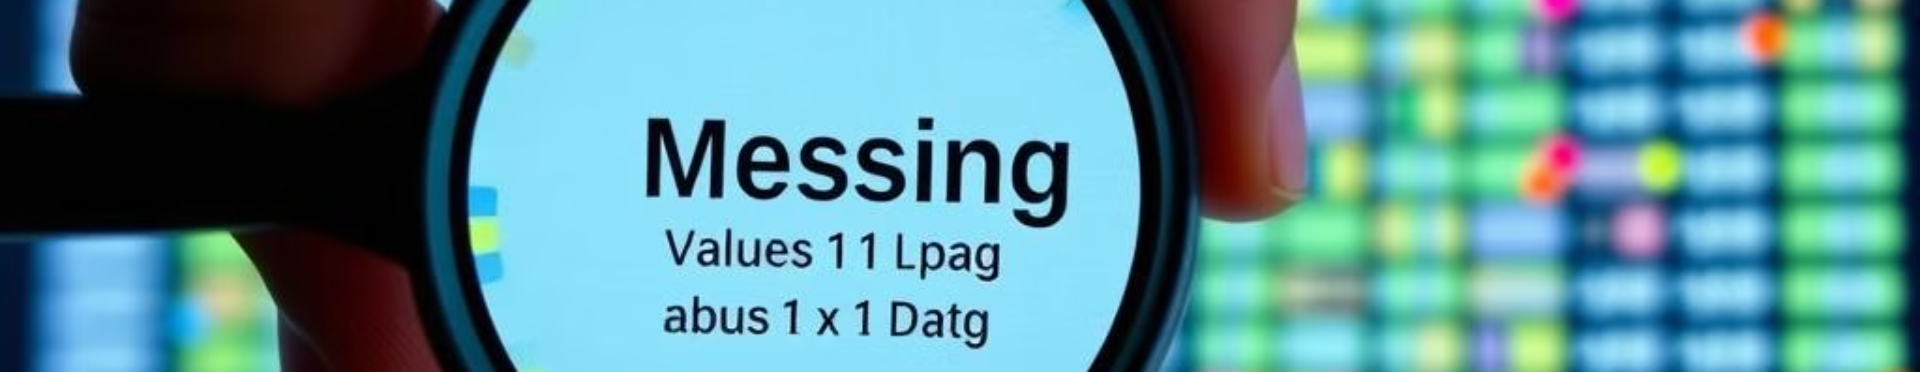 Messing
Values 1 1 Lpag
abus 1 x 1 Datg